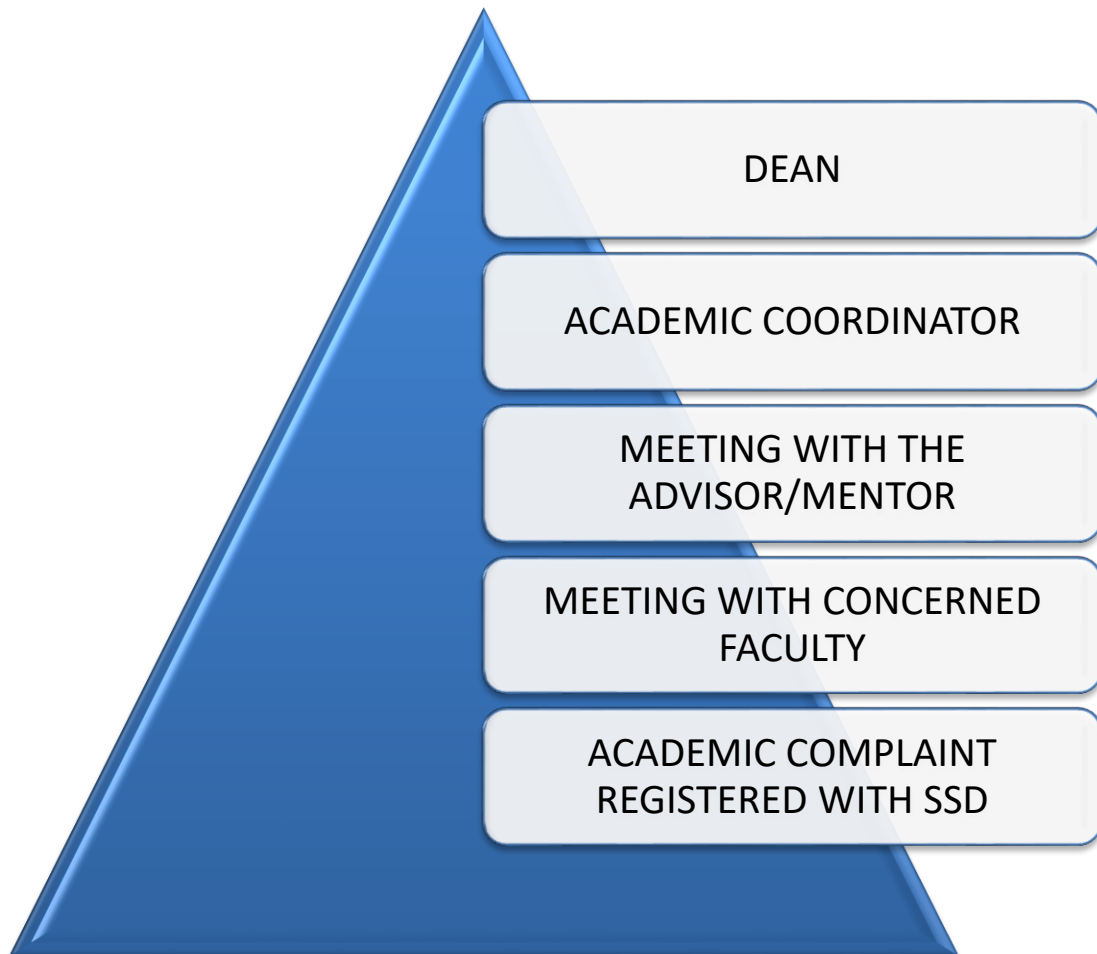 DEAN
ACADEMIC COORDINATOR
MEETING WITH THE
ADVISOR/MENTOR
MEETING WITH CONCERNED
FACULTY
ACADEMIC COMPLAINT
REGISTERED WITH SSD